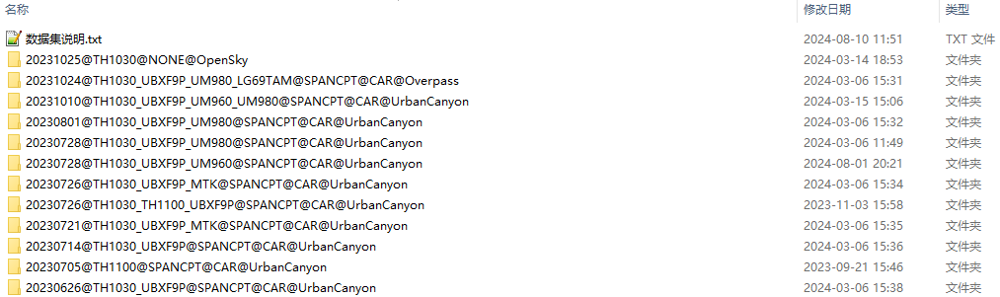 名称 修改日期 类型
数据集说明.txt 2024-08-10 11:51 TXT 文件
20231025@TH1030@NONE@OpenSky 2024-03-14 18:53 文件夹
20231024@TH1030_UBXF9P_UM980_LG69TAM@SPANCPT@CAR@Overpass 2024-03-06 15:31 文件夹
20231010@TH1030_UBXF9P_UM960_UM980@SPANCPT@CAR@UrbanCanyon 2024-03-15 15:06 文件夹
20230801@TH1030_UBXF9P_UM980@SPANCPT@CAR@UrbanCanyon 2024-03-06 15:32 文件夹
20230728@TH1030_UBXF9P_UM980@SPANCPT@CAR@UrbanCanyon 2024-03-06 11:49 文件夹
20230728@TH1030_UBXF9P_UM960@SPANCPT@CAR@UrbanCanyon 2024-08-01 20:21 文件夹
20230726@TH1030_UBXF9P_MTK@SPANCPT@CAR@UrbanCanyon 2024-03-06 15:34 文件夹
20230726@TH1030_TH1100_UBXF9P@SPANCPT@CAR@UrbanCanyon 2023-11-03 15:58 文件夹
20230721@TH1030_UBXF9P_MTK@SPANCPT@CAR@UrbanCanyon 2024-03-06 15:35 文件夹
20230714@TH1030_UBXF9P@SPANCPT@CAR@UrbanCanyon 2024-03-06 15:36 文件夹
20230705@TH1100@SPANCPT@CAR@UrbanCanyon 2023-09-21 15:46 文件夹
20230626@TH1030_UBXF9P@SPANCPT@CAR@UrbanCanyon 2024-03-06 15:38 文件夹